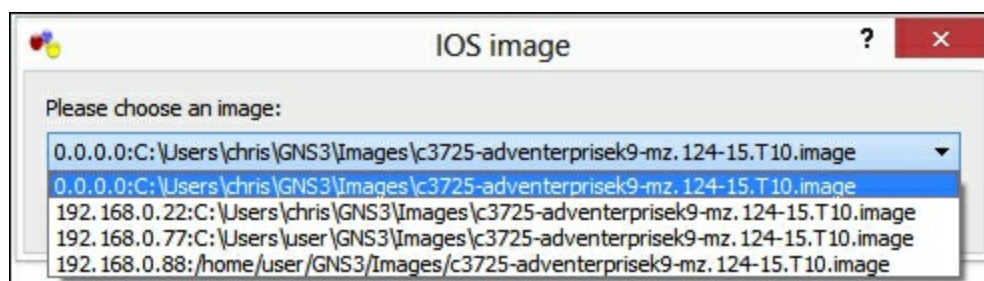 IOS image
?
×
Please choose an image:
0.0.0.0:C:\Users\chris\GNS3\Images\c3725-adventerprisek9-mz.124-15.T10.image
0.0.0.0:C:\Users\chris\GNS3\Images\c3725-adventerprisek9-mz.124-15.T10.image
192.168.0.22:C:\Users\chris\GNS3\Images\c3725-adventerprisek9-mz.124-15.T10.image
192.168.0.77:C:\Users\user\GNS3\Images\c3725-adventerprisek9-mz.124-15.T10.image
192.168.0.88:/home/user/GNS3/Images/c3725-adventerprisek9-mz.124-15.T10.image